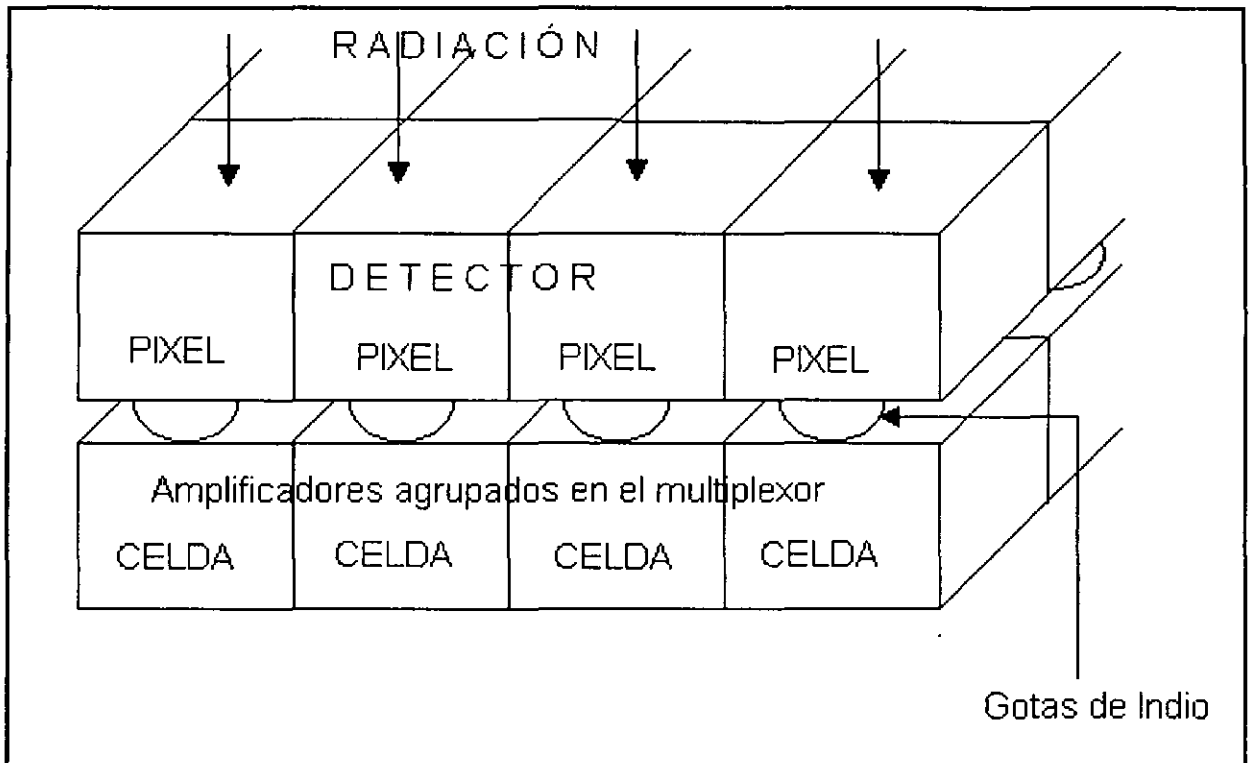 RADIACIÓN
DETECTOR
PIXEL PIXEL PIXEL PIXEL
Amplificadores agrupados en el multiplexor
CELDA CELDA CELDA CELDA
Gotas de Indio